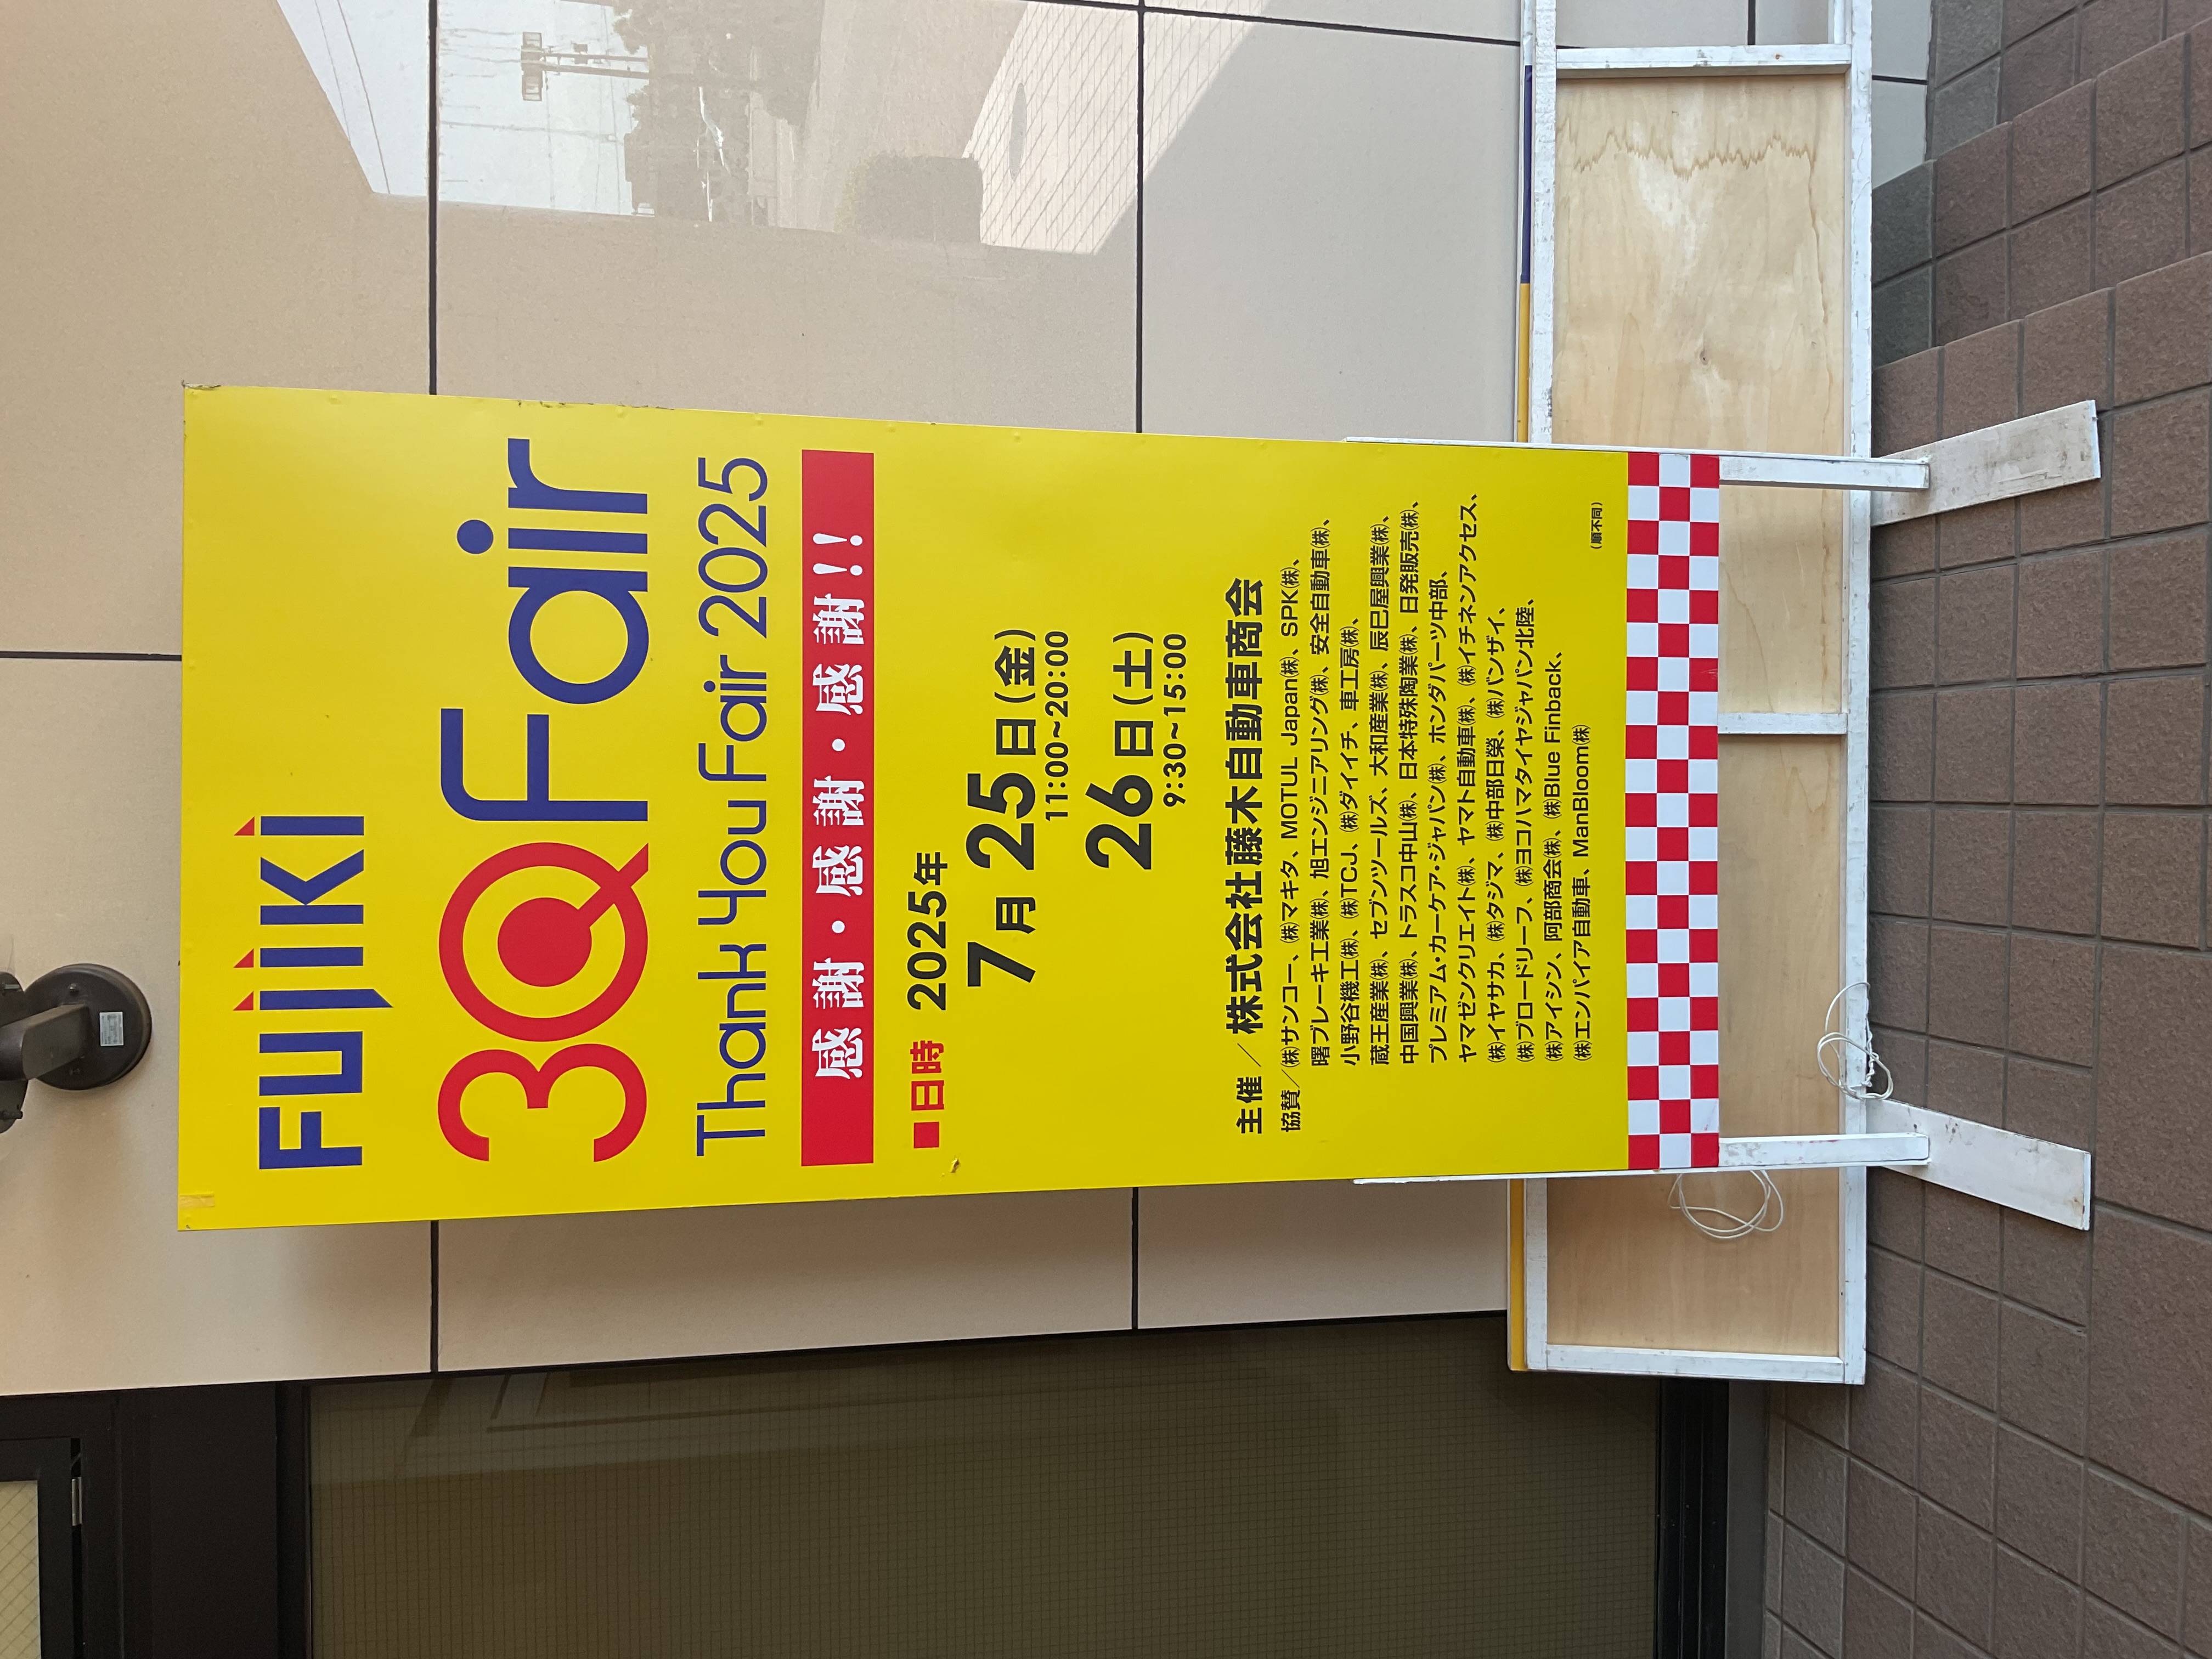 FUJIKI
3Q Fair
Thank You Fair 2025
感謝・感謝・感謝!!
■日時 2025年
7月25日(金)
11:00~20:00
26日(土)
9:30~15:00
主催／株式会社藤木自動車商会
協賛／㈱サンコー、㈱マキタ、MOTUL Japan㈱、SPK㈱、
曙ブレーキ工業㈱、旭エンジニアリング㈱、安全自動車㈱、
小野谷機工㈱、㈱TCJ、㈱ダイイチ、車工房㈱、
蔵王産業㈱、セブンツールズ、大和産業㈱、辰巳屋興業㈱、
中国興業㈱、トラスコ中山㈱、日本特殊陶業㈱、日発販売㈱、
プレミアム・カーケア・ジャパン㈱、ホンダパーツ中部、
ヤマゼンクリエイト㈱、ヤマト自動車㈱、㈱イチネンアクセス、
㈱イヤサカ、㈱タジマ、㈱中部日榮、㈱バンザイ、
㈱ブロードリーフ、㈱ヨコハマタイヤジャパン北陸、
㈱アイシン、阿部商会㈱、㈱Blue Finback、
㈱エンパイア自動車、ManBloom㈱
(順不同)